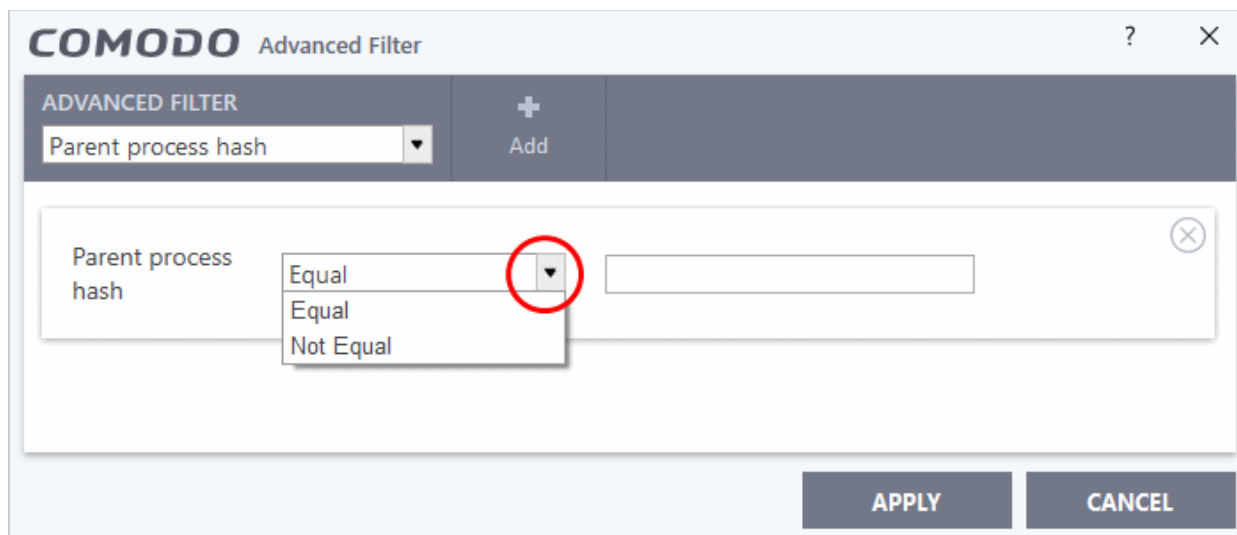 COMODO Advanced Filter ?
ADVANCED FILTER
Parent process hash
Add
Parent process
hash
Equal
Equal
Not Equal
APPLY CANCEL